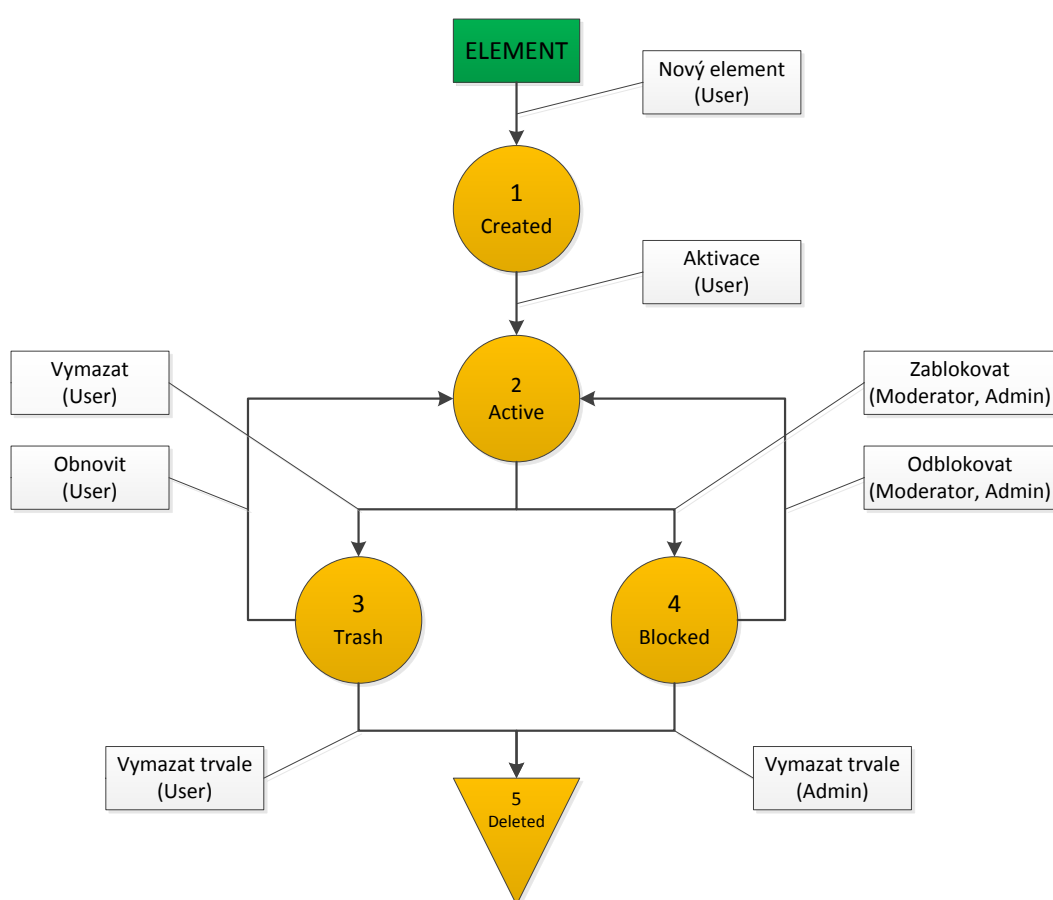 ELEMENT
Nový element
(User)
1
Created
Aktivace
(User)
Vymazat
(User)
2
Active
Zablokovat
(Moderator, Admin)
Obnovit
(User)
Odblokovat
(Moderator, Admin)
3
Trash
4
Blocked
Vymazat trvale
(User)
5
Deleted
Vymazat trvale
(Admin)